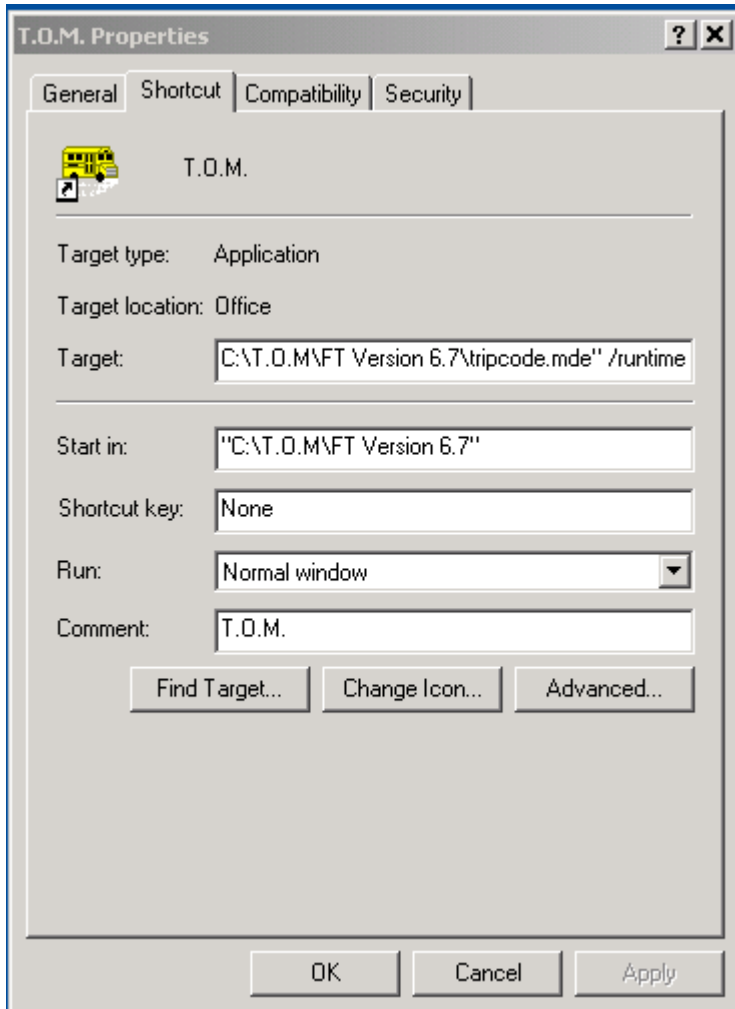 T.O.M. Properties
General Shortcut Compatibility Security
T.O.M.
Target type: Application
Target location: Office
Target: C:\T.O.M\FT Version 6.7\tripcode.mde" /runtime
Start in: "C:\T.O.M\FT Version 6.7"
Shortcut key: None
Run: Normal window
Comment: T.O.M.
Find Target... Change Icon... Advanced...
OK Cancel Apply